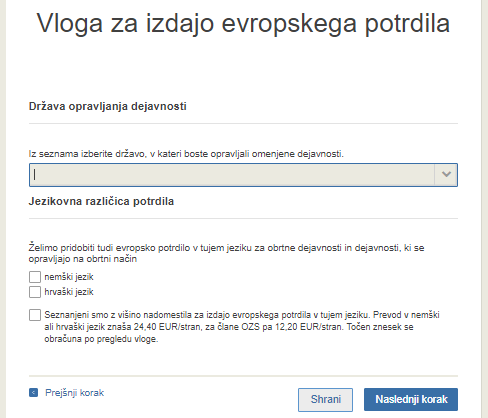 Vloga za izdajo evropskega potrdila
Država opravljanja dejavnosti
Iz seznama izberite državo, v kateri boste opravljali omenjene dejavnosti.
Jezikovna različica potrdila
Želimo pridobiti tudi evropsko potrdilo v tujem jeziku za obrtne dejavnosti in dejavnosti, ki se
opravljajo na obrtni način
nemški jezik
hrvaški jezik
Seznanjeni smo z višino nadomestila za izdajo evropskega potrdila v tujem jeziku. Prevod v nemški
ali hrvaški jezik znaša 24,40 EUR/stran, za člane OZS pa 12,20 EUR/stran. Točen znesek se
obračuna po pregledu vloge.
Prejšnji korak
Shrani
Naslednji korak